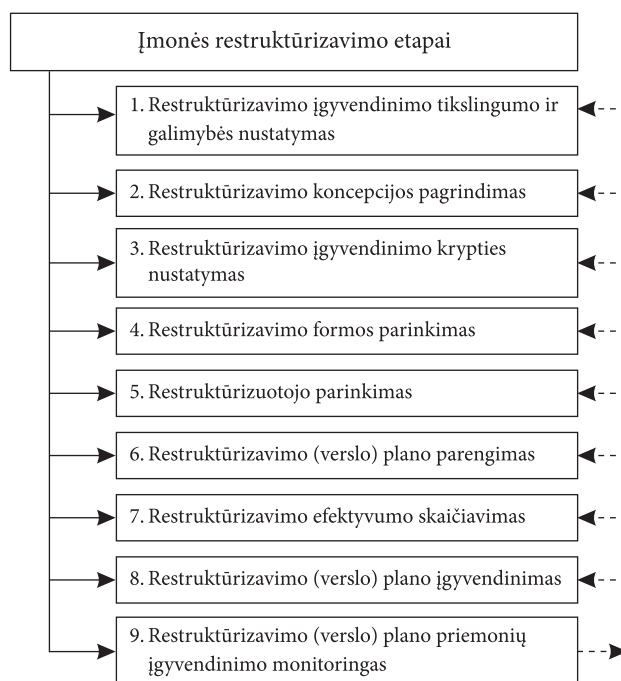 Įmonės restruktūrizavimo etapai
1. Restruktūrizavimo įgyvendinimo tikslingumo ir
galimybės nustatymas
2. Restruktūrizavimo koncepcijos pagrindimas
3. Restruktūrizavimo įgyvendinimo krypties
nustatymas
4. Restruktūrizavimo formos parinkimas
5. Restruktūrizuotojo parinkimas
6. Restruktūrizavimo (verslo) plano parengimas
7. Restruktūrizavimo efektyvumo skaičiavimas
8. Restruktūrizavimo (verslo) plano įgyvendinimas
9. Restruktūrizavimo (verslo) plano priemonių
įgyvendinimo monitoringas